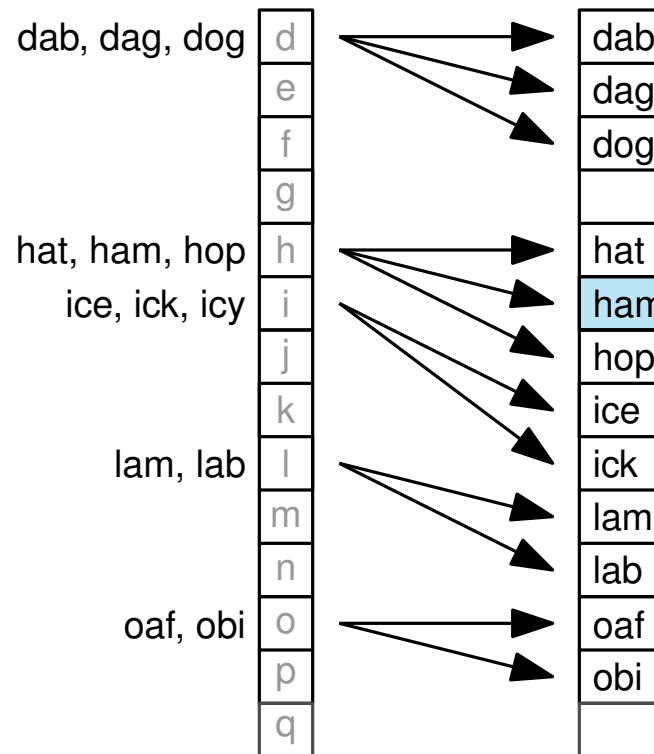 dab, dag, dog d dab
e dag
f dog
g
hat, ham, hop h hat
ice, ick, icy i ham
j hop
k ice
lam, lab l ick
m lam
n lab
oaf, obi o oaf
p obi
q